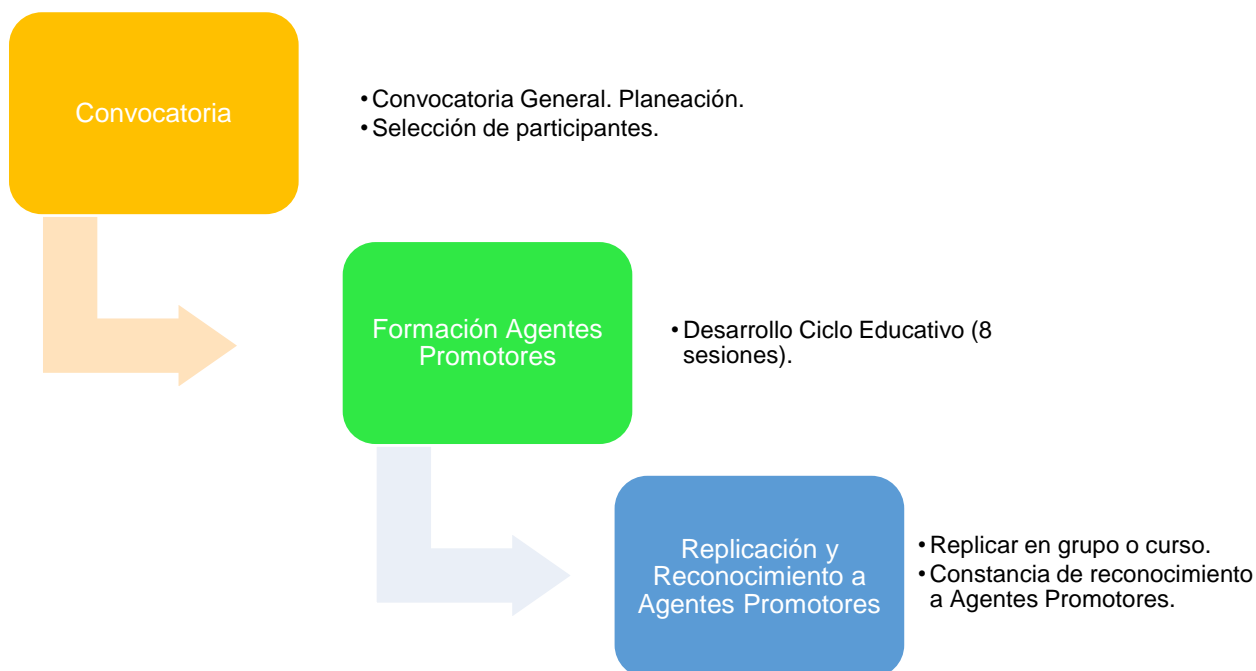 Convocatoria
•Convocatoria General. Planeación.
•Selección de participantes.
Formación Agentes
Promotores
•Desarrollo Ciclo Educativo (8
sesiones).
Replicación y
Reconocimiento a
Agentes Promotores
•Replicar en grupo o curso.
•Constancia de reconocimiento
a Agentes Promotores.